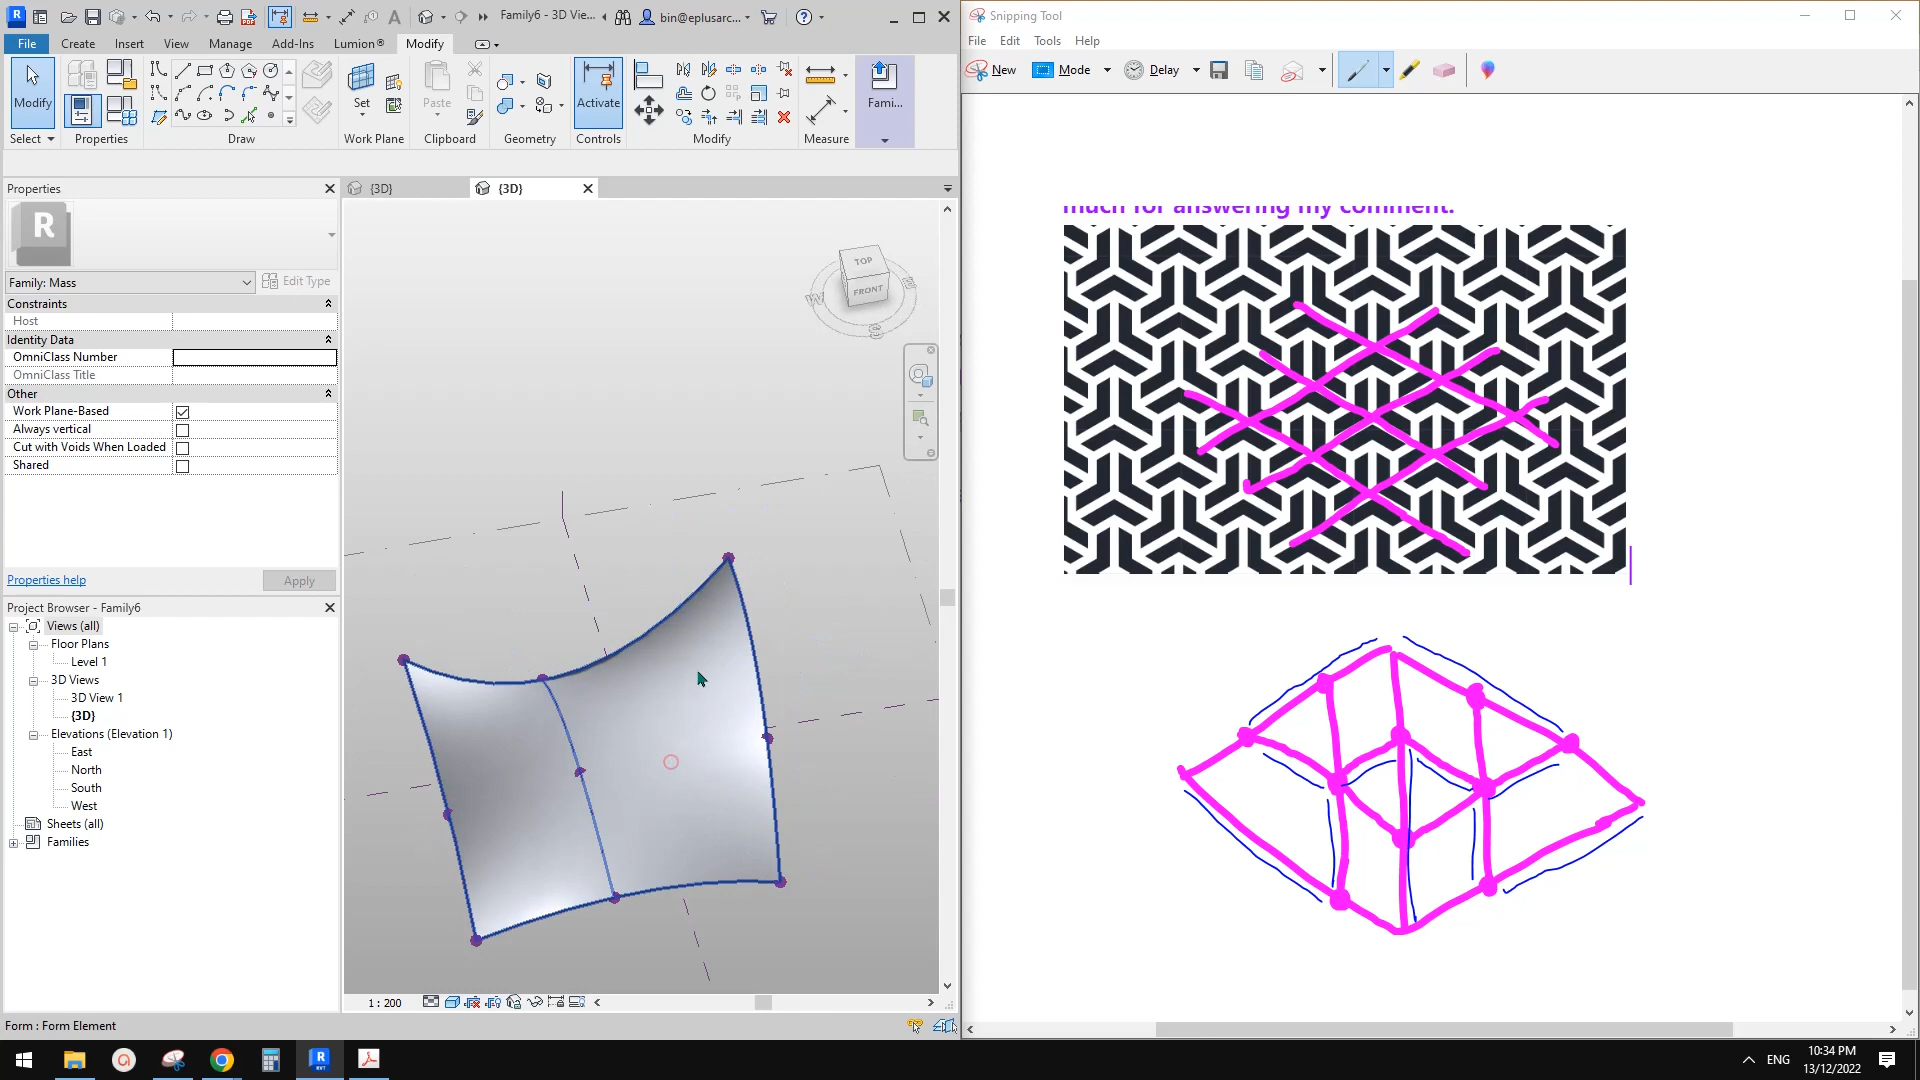 Family6 - 3D Vie...
bin@eplusarc...
File
Create
Insert
View
Manage
Add-Ins
Lumion®
Modify
Modify
Select
Properties
Draw
Set
Work Plane
Paste
Clipboard
Geometry
Activate
Controls
Modify
Measure
Fami...
Properties
R
Family: Mass
Edit Type
Constraints
Host
Identity Data
OmniClass Number
OmniClass Title
Other
Work Plane-Based
Always vertical
Cut with Voids When Loaded
Shared
Properties help
Apply
Project Browser - Family6
Views (all)
Floor Plans
Level 1
3D Views
3D View 1
{3D}
Elevations (Elevation 1)
East
North
South
West
Sheets (all)
Families
{3D}
{3D}
TOP
FRONT
W
S
E
1 : 200
Form : Form Element
Snipping Tool
File
Edit
Tools
Help
New
Mode
Delay
much for answering my comment.
ENG
10:34 PM
13/12/2022